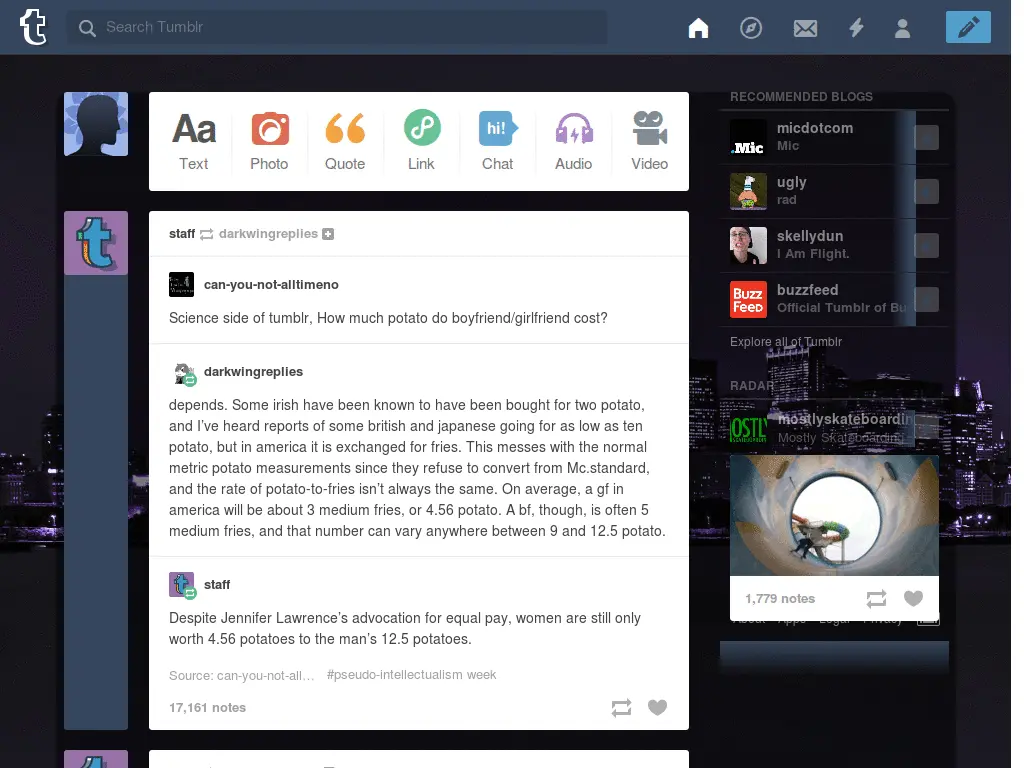 Search Tumblr
Aa
hi!
Text
Photo
Quote
Link
Chat
Audio
Video
staff darkwingreplies
can-you-not-alltimeno
Science side of tumblr, How much potato do boyfriend/girlfriend cost?
darkwingreplies
depends. Some irish have been known to have been bought for two potato,
and I've heard reports of some british and japanese going for as low as ten
potato, but in america it is exchanged for fries. This messes with the normal
metric potato measurements since they refuse to convert from Mc.standard,
and the rate of potato-to-fries isn't always the same. On average, a gf in
america will be about 3 medium fries, or 4.56 potato. A bf, though, is often 5
medium fries, and that number can vary anywhere between 9 and 12.5 potato.
staff
Despite Jennifer Lawrence's advocation for equal pay, women are still only
worth 4.56 potatoes to the man's 12.5 potatoes.
Source: can-you-not-all… #pseudo-intellectualism week
17,161 notes
RECOMMENDED BLOGS
.Mic
micdotcom
Mic
ugly
rad
skellydun
I Am Flight.
Buzz
Feed
buzzfeed
Official Tumblr of Bu
Explore all of Tumblr
RADAR
OSTLY
mostlyskateboardin
Mostly Skateboarding
1,779 notes
About Apps Legal Privacy